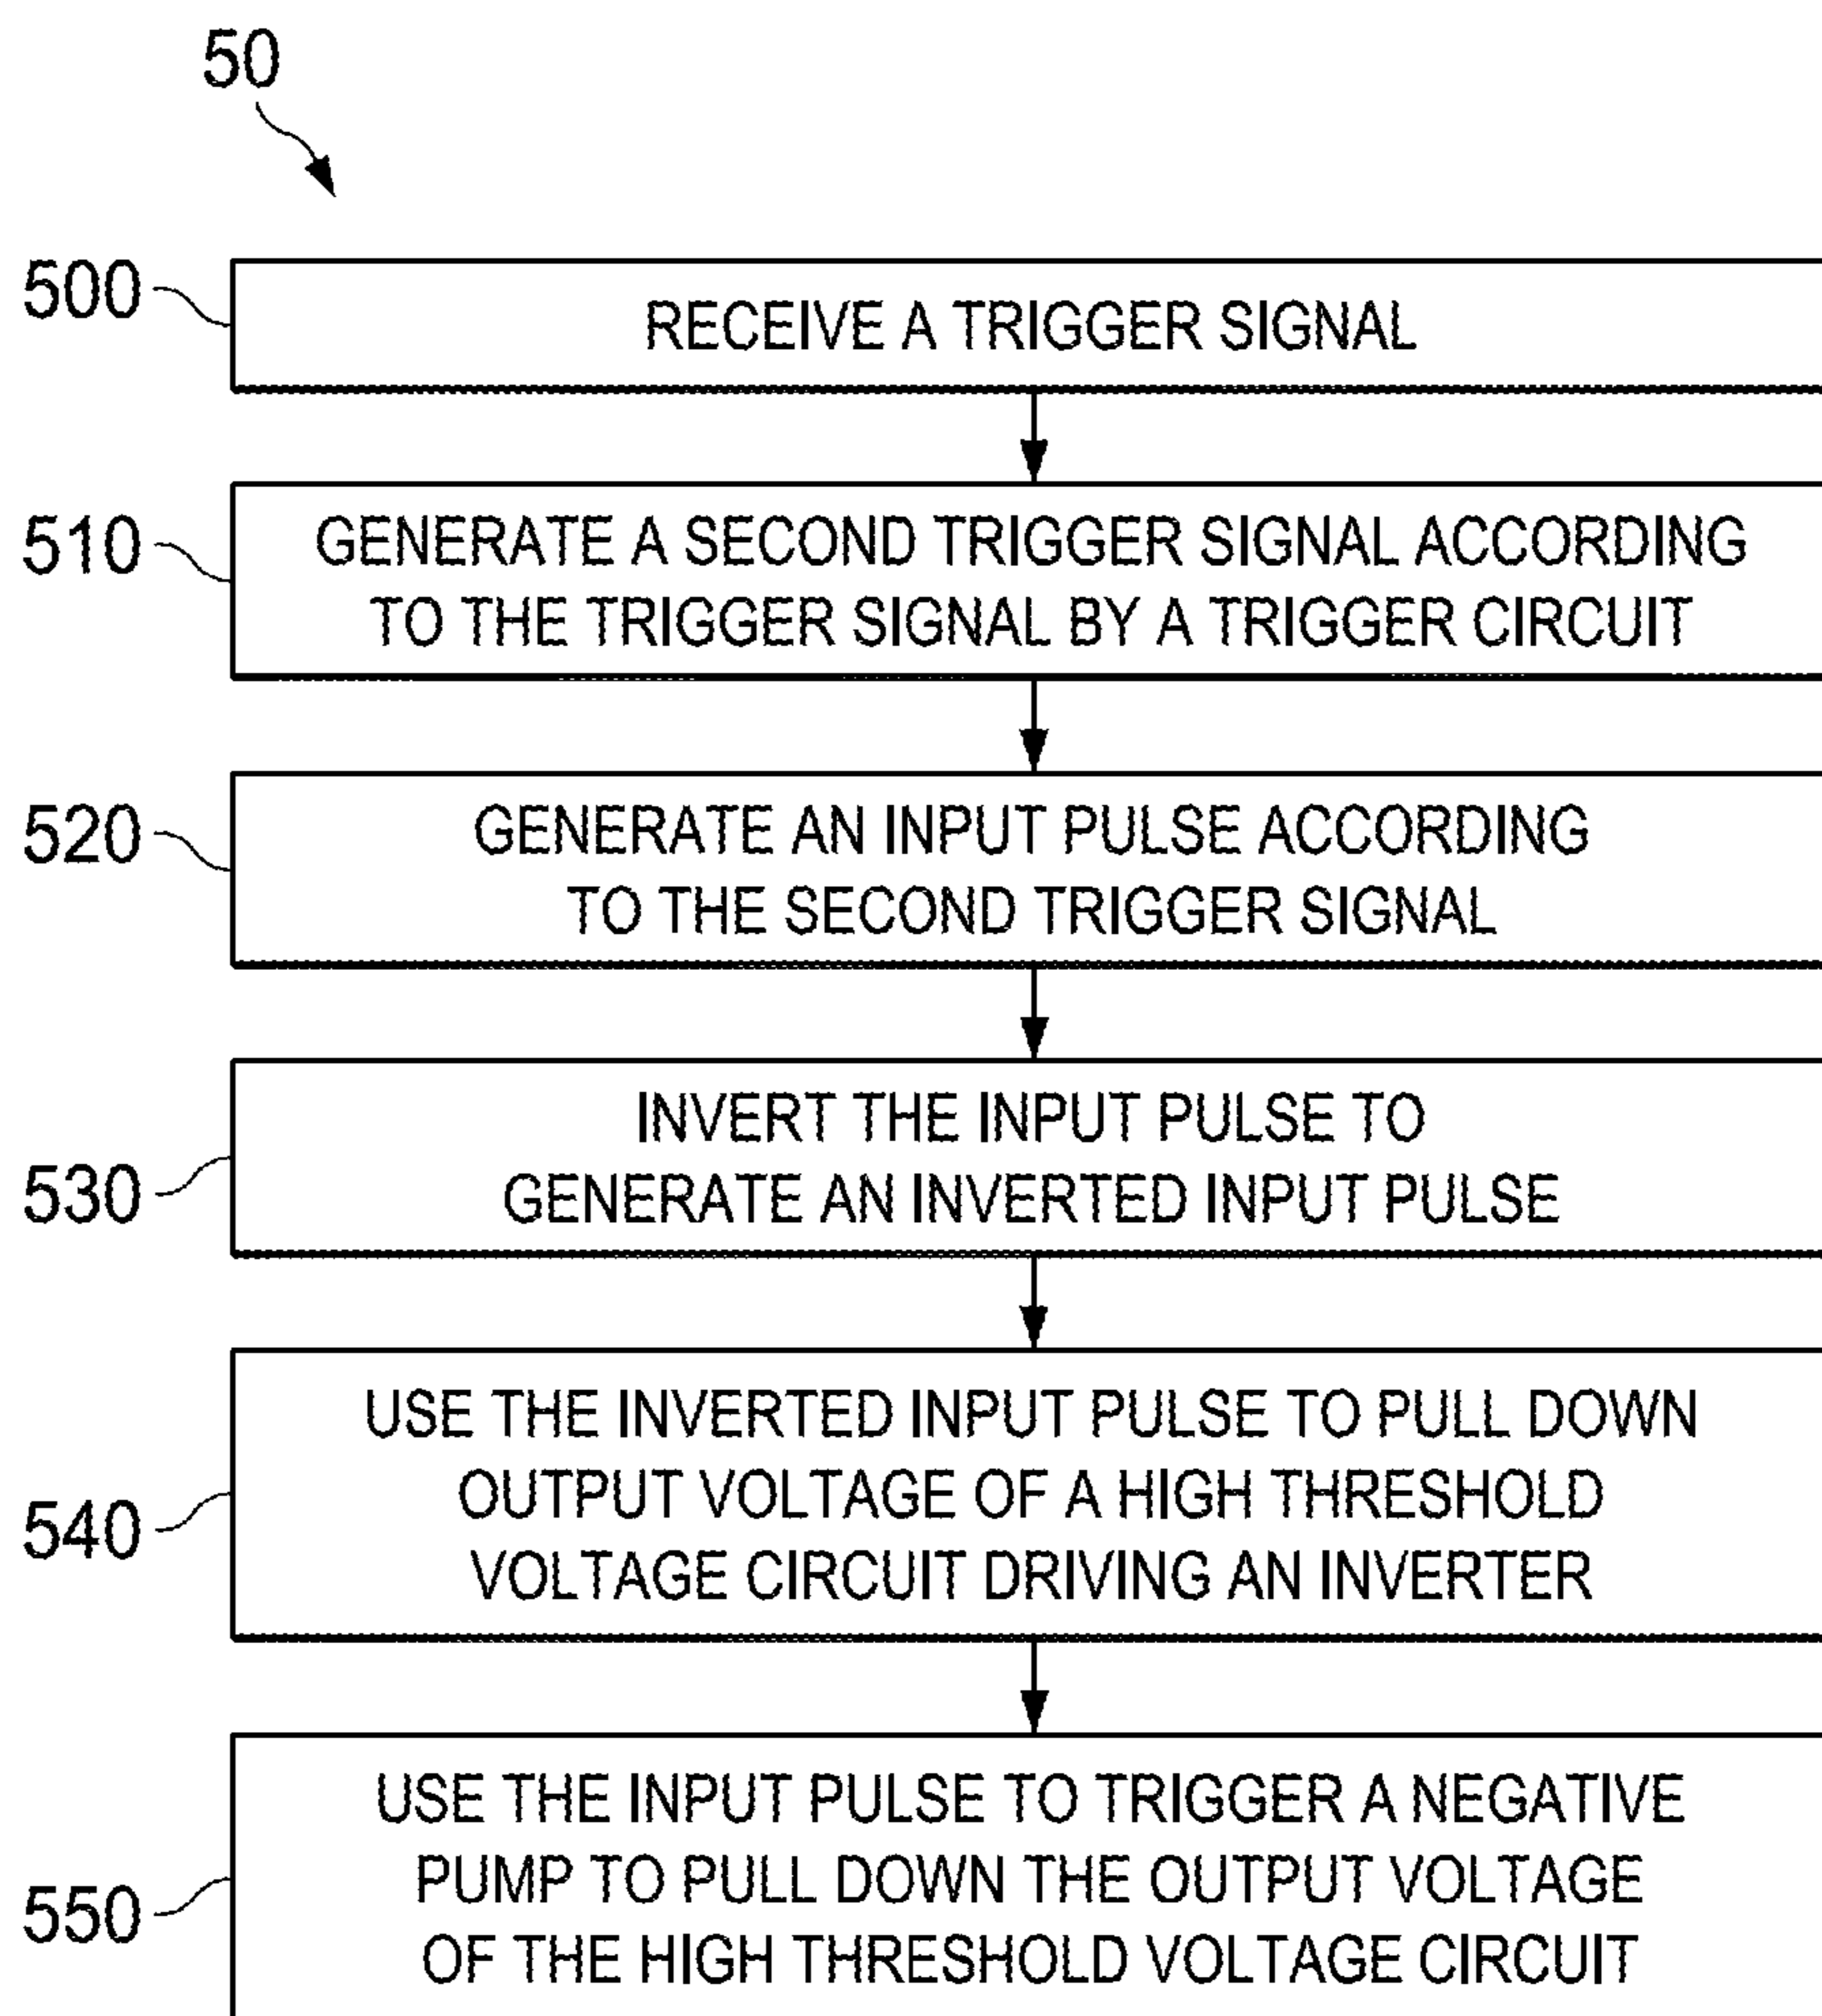 50
500
RECEIVE A TRIGGER SIGNAL
510
GENERATE A SECOND TRIGGER SIGNAL ACCORDING
TO THE TRIGGER SIGNAL BY A TRIGGER CIRCUIT
520
GENERATE AN INPUT PULSE ACCORDING
TO THE SECOND TRIGGER SIGNAL
530
INVERT THE INPUT PULSE TO
GENERATE AN INVERTED INPUT PULSE
540
USE THE INVERTED INPUT PULSE TO PULL DOWN
OUTPUT VOLTAGE OF A HIGH THRESHOLD
VOLTAGE CIRCUIT DRIVING AN INVERTER
550
USE THE INPUT PULSE TO TRIGGER A NEGATIVE
PUMP TO PULL DOWN THE OUTPUT VOLTAGE
OF THE HIGH THRESHOLD VOLTAGE CIRCUIT